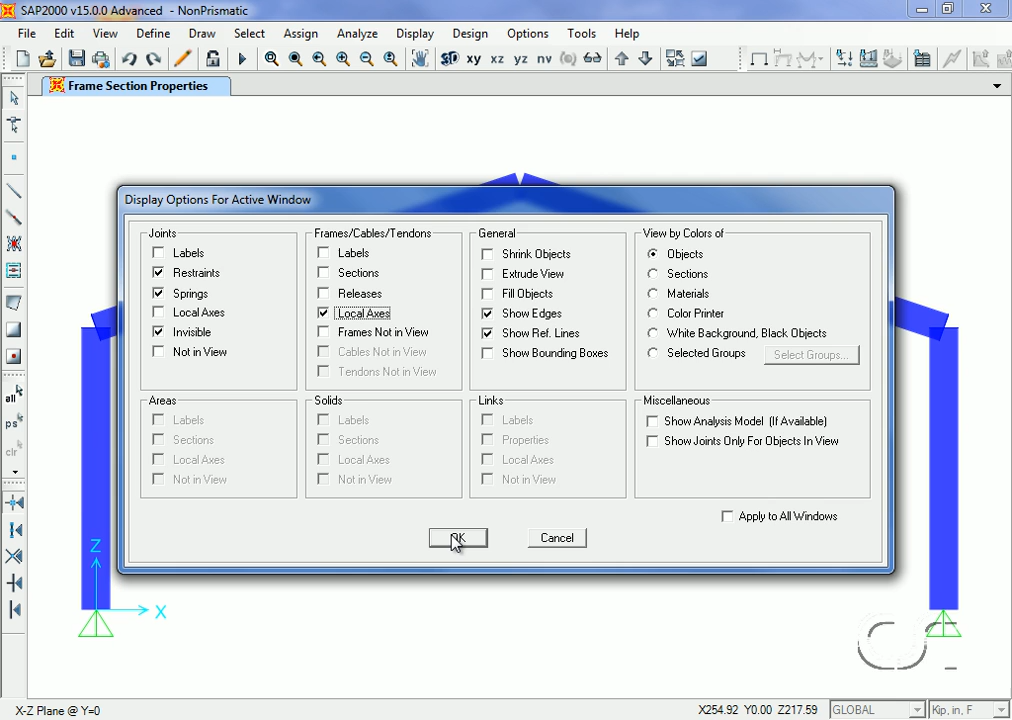 SAP2000 v15.0.0 Advanced - NonPrismatic
File Edit View Define Draw Select Assign Analyze Display Design Options Tools Help
3D xy xz yz nv
Frame Section Properties
Display Options For Active Window
Joints
Labels
Restraints
Springs
Local Axes
Invisible
Not in View
Frames/Cables/Tendons
Labels
Sections
Releases
Local Axes
Frames Not in View
Cables Not in View
Tendons Not in View
General
Shrink Objects
Extrude View
Fill Objects
Show Edges
Show Ref. Lines
Show Bounding Boxes
View by Colors of
Objects
Sections
Materials
Color Printer
White Background, Black Objects
Selected Groups
Select Groups...
Areas
Labels
Sections
Local Axes
Not in View
Solids
Labels
Sections
Local Axes
Not in View
Links
Labels
Properties
Local Axes
Not in View
Miscellaneous
Show Analysis Model (If Available)
Show Joints Only For Objects In View
Apply to All Windows
OK
Cancel
all
ps
clr
Z
X
X-Z Plane @ Y=0
X254.92 Y0.00 Z217.59
GLOBAL
Kip, in, F